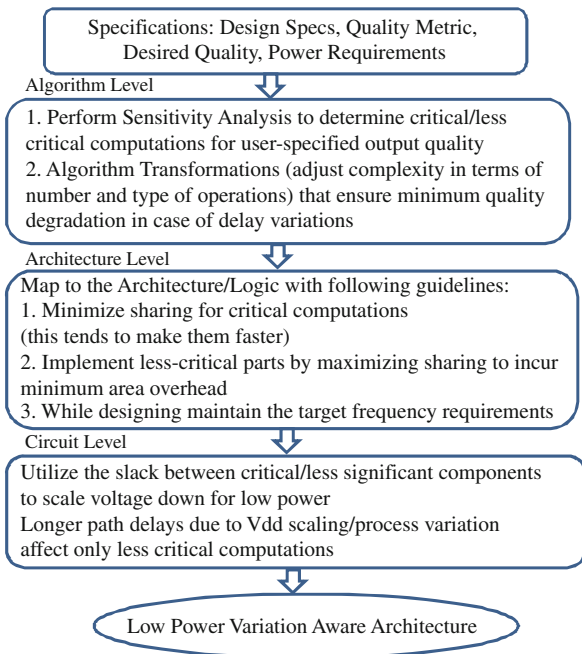 Specifications: Design Specs, Quality Metric,
Desired Quality, Power Requirements
Algorithm Level
1. Perform Sensitivity Analysis to determine critical/less
critical computations for user-specified output quality
2. Algorithm Transformations (adjust complexity in terms of
number and type of operations) that ensure minimum quality
degradation in case of delay variations
Architecture Level
Map to the Architecture/Logic with following guidelines:
1. Minimize sharing for critical computations
(this tends to make them faster)
2. Implement less-critical parts by maximizing sharing to incur
minimum area overhead
3. While designing maintain the target frequency requirements
Circuit Level
Utilize the slack between critical/less significant components
to scale voltage down for low power
Longer path delays due to Vdd scaling/process variation
affect only less critical computations
Low Power Variation Aware Architecture